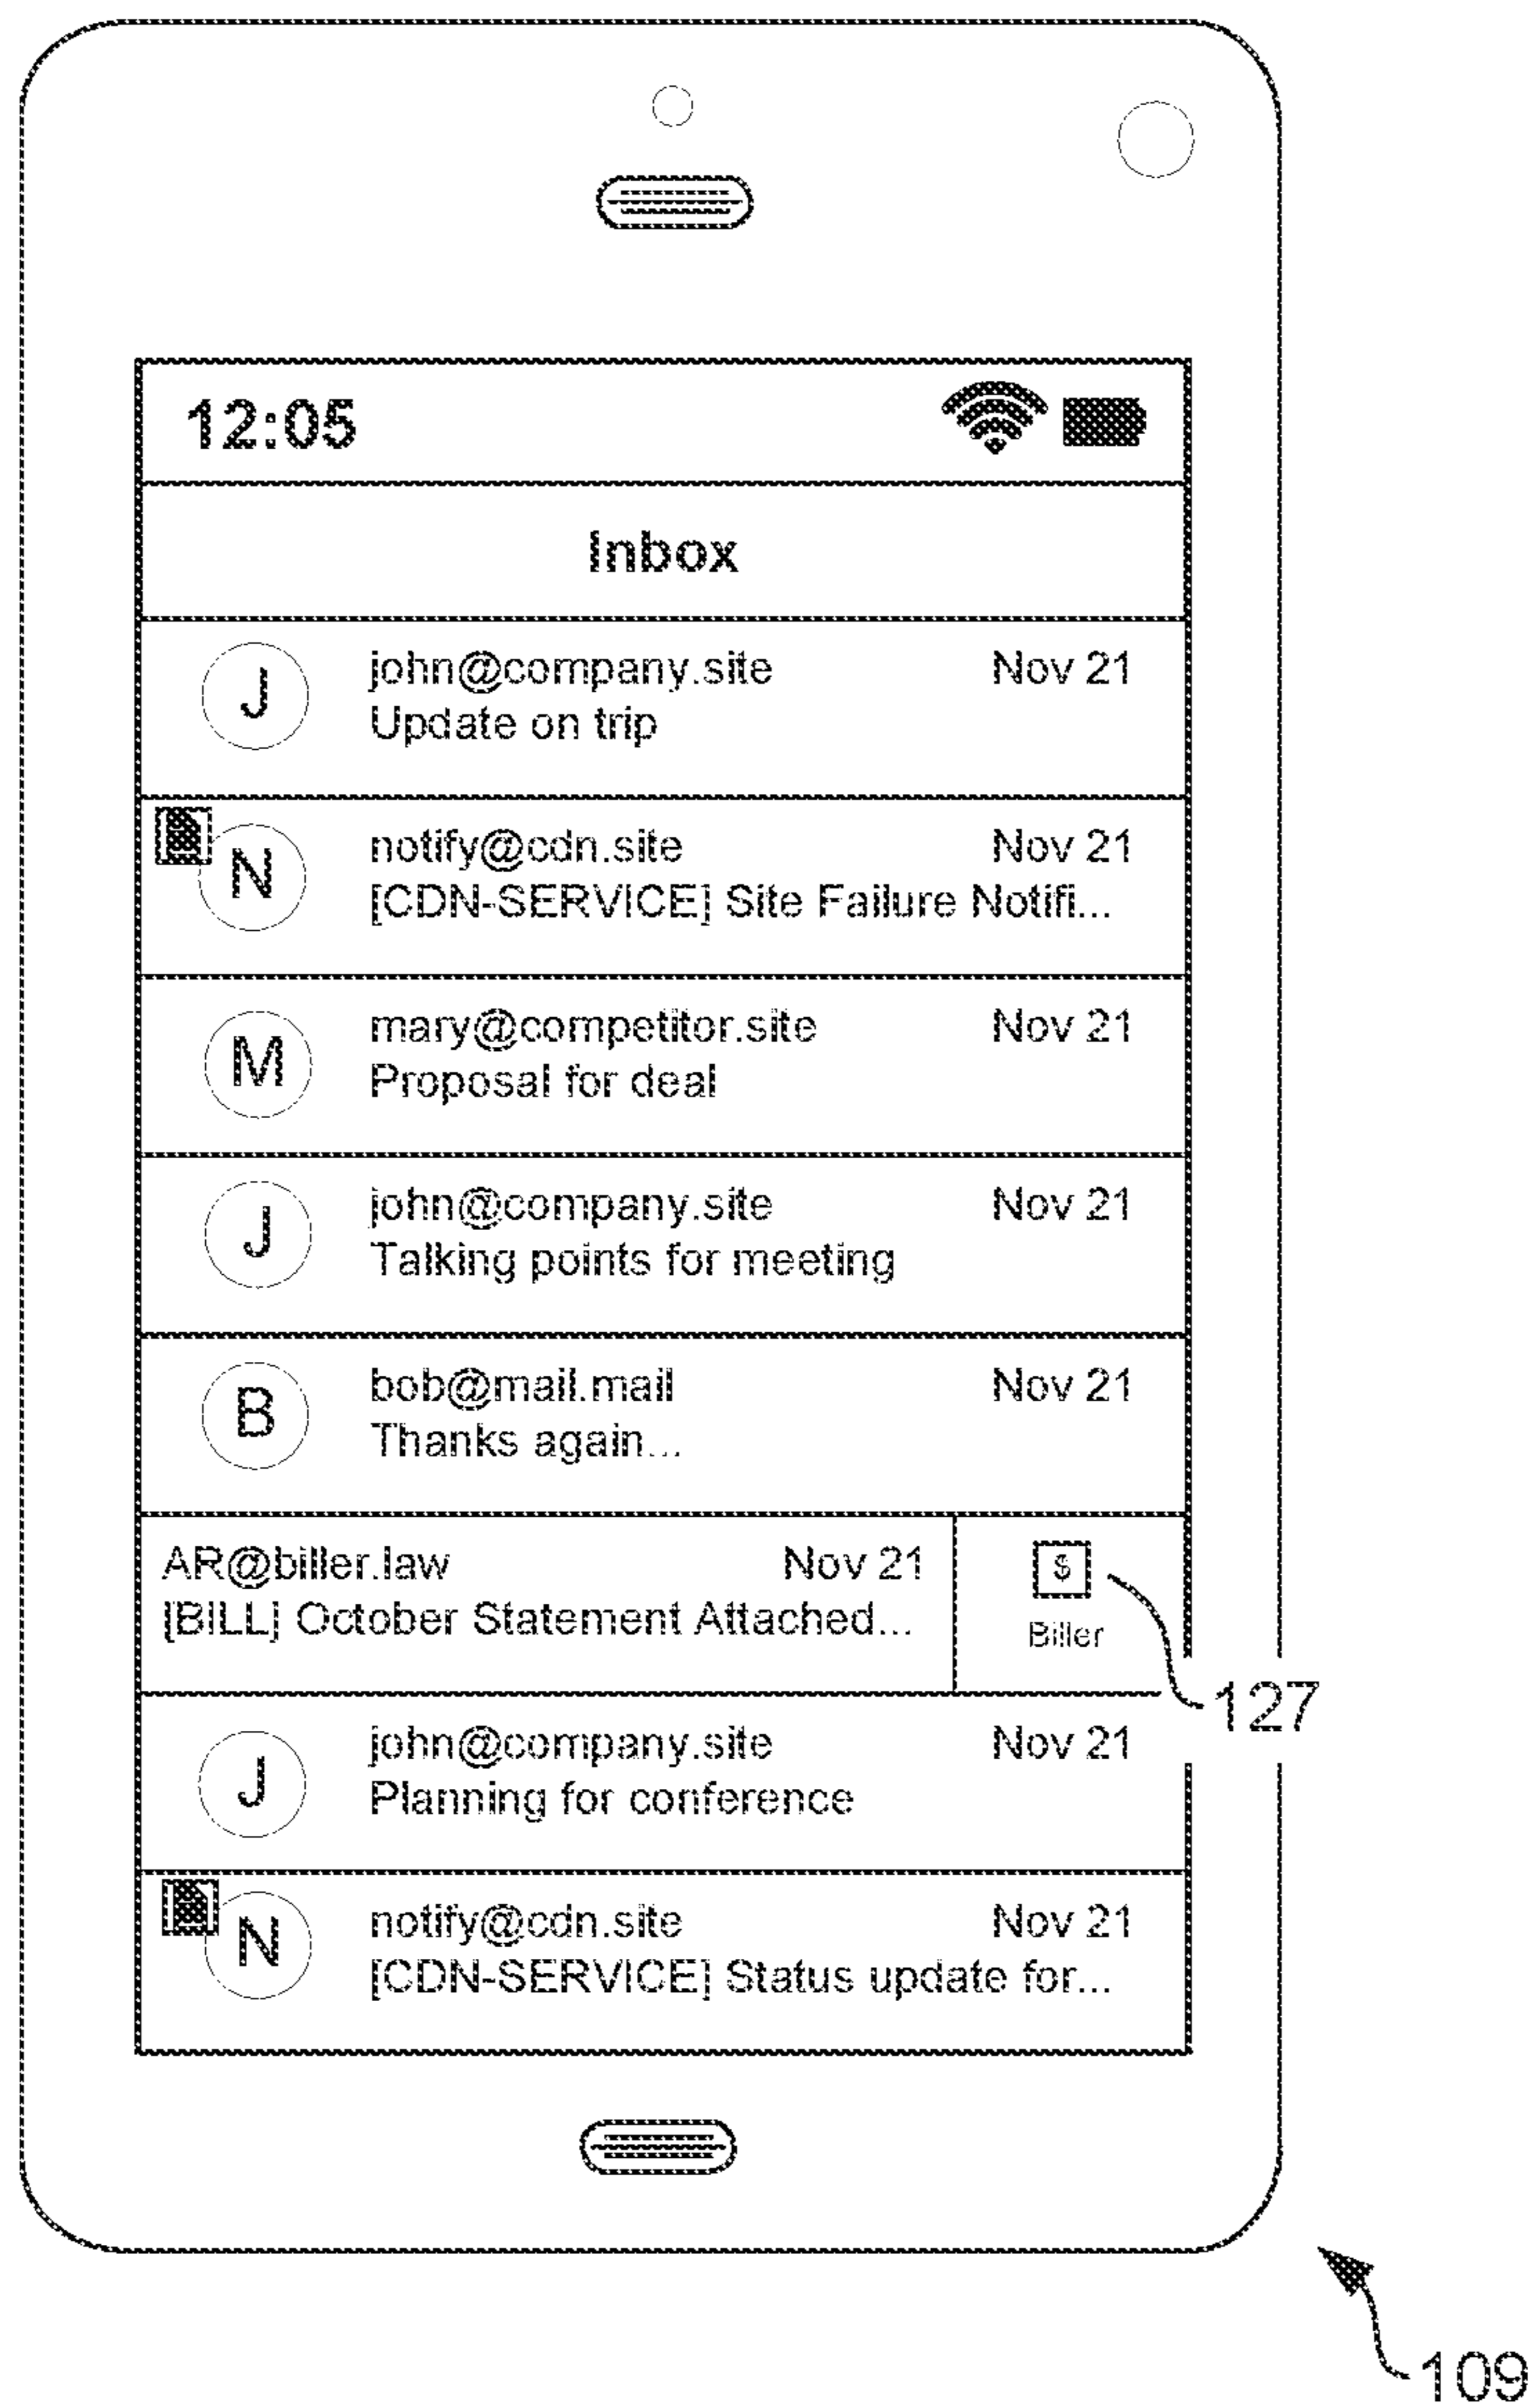 12:05
Inbox
J
john@company.site Nov 21
Update on trip
N
notify@cdn.site Nov 21
[CDN-SERVICE] Site Failure Notifi...
M
mary@competitor.site Nov 21
Proposal for deal
J
john@company.site Nov 21
Talking points for meeting
B
bob@mail.mail Nov 21
Thanks again...
AR@biller.law Nov 21
[BILL] October Statement Attached...
$
Biller
127
J
john@company.site Nov 21
Planning for conference
N
notify@cdn.site Nov 21
[CDN-SERVICE] Status update for...
109